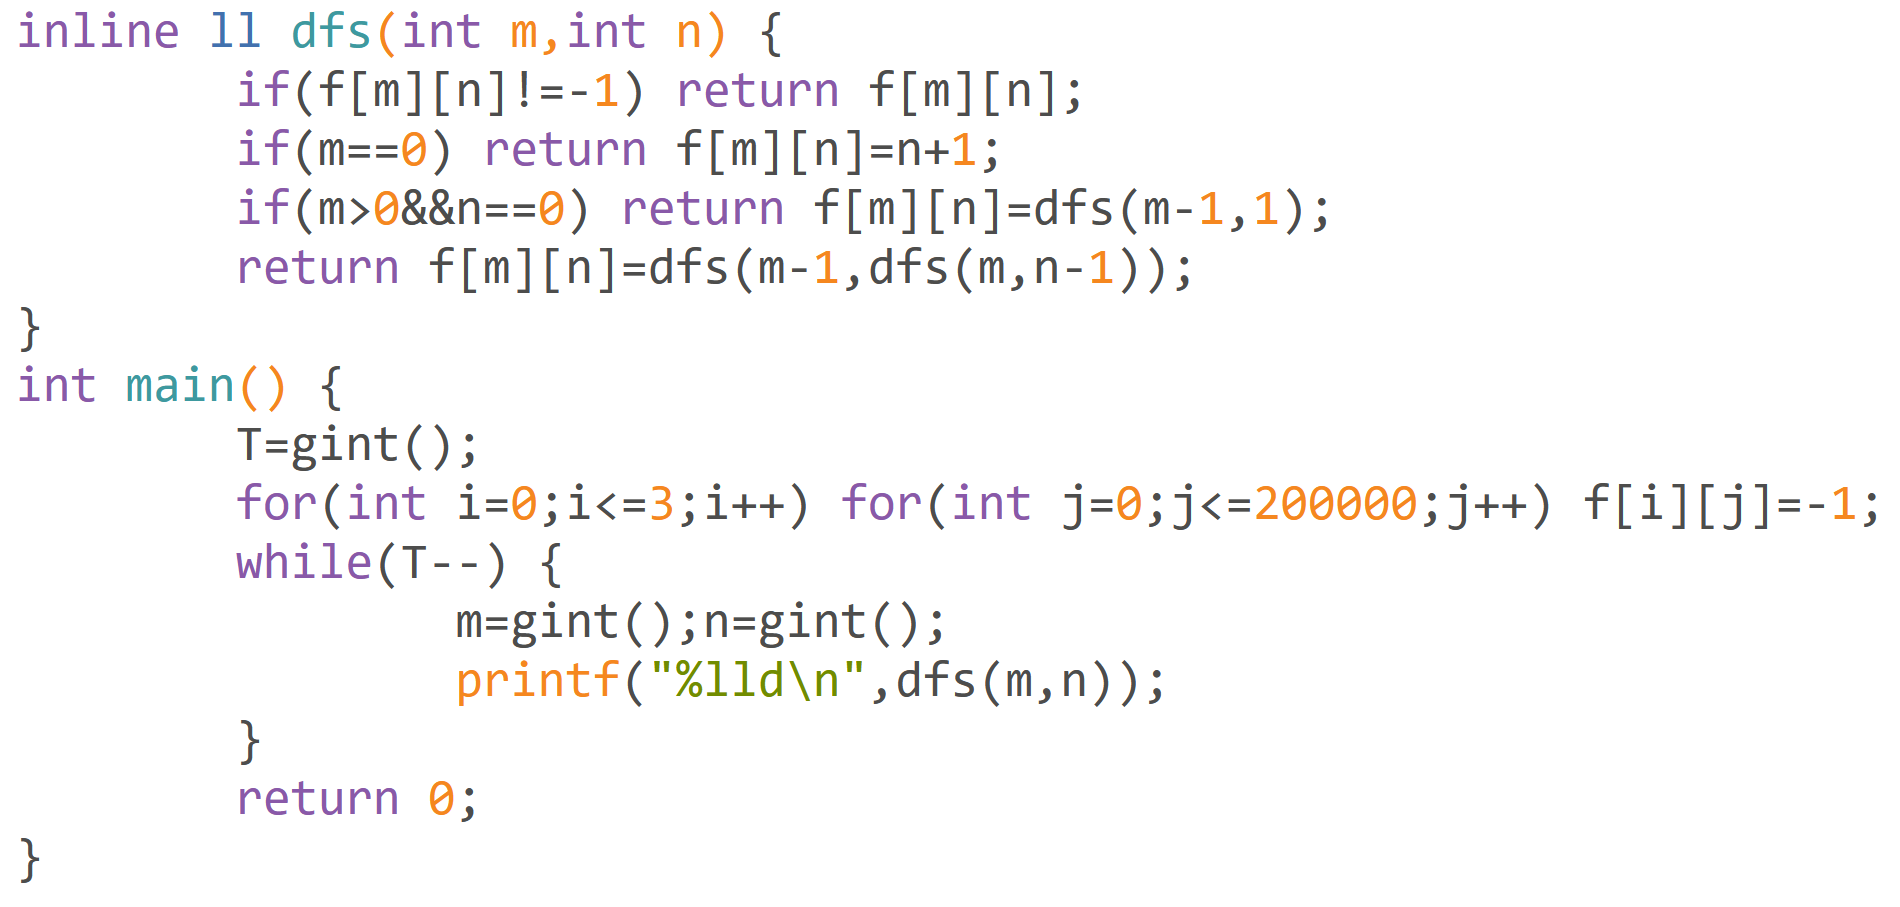 inline ll dfs(int m,int n) {
        if(f[m][n]!=-1) return f[m][n];
        if(m==0) return f[m][n]=n+1;
        if(m>0&&n==0) return f[m][n]=dfs(m-1,1);
        return f[m][n]=dfs(m-1,dfs(m,n-1));
}
int main() {
        T=gint();
        for(int i=0;i<=3;i++) for(int j=0;j<=200000;j++) f[i][j]=-1;
        while(T--) {
                m=gint();n=gint();
                printf("%lld\n",dfs(m,n));
        }
        return 0;
}